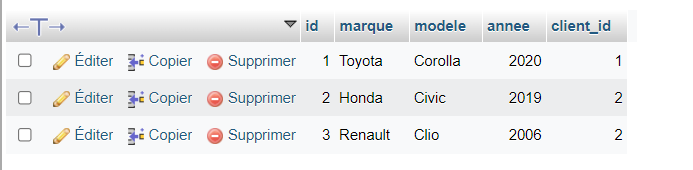 id marque modele annee client_id
Éditer Copier Supprimer 1 Toyota Corolla 2020 1
Éditer Copier Supprimer 2 Honda Civic 2019 2
Éditer Copier Supprimer 3 Renault Clio 2006 2